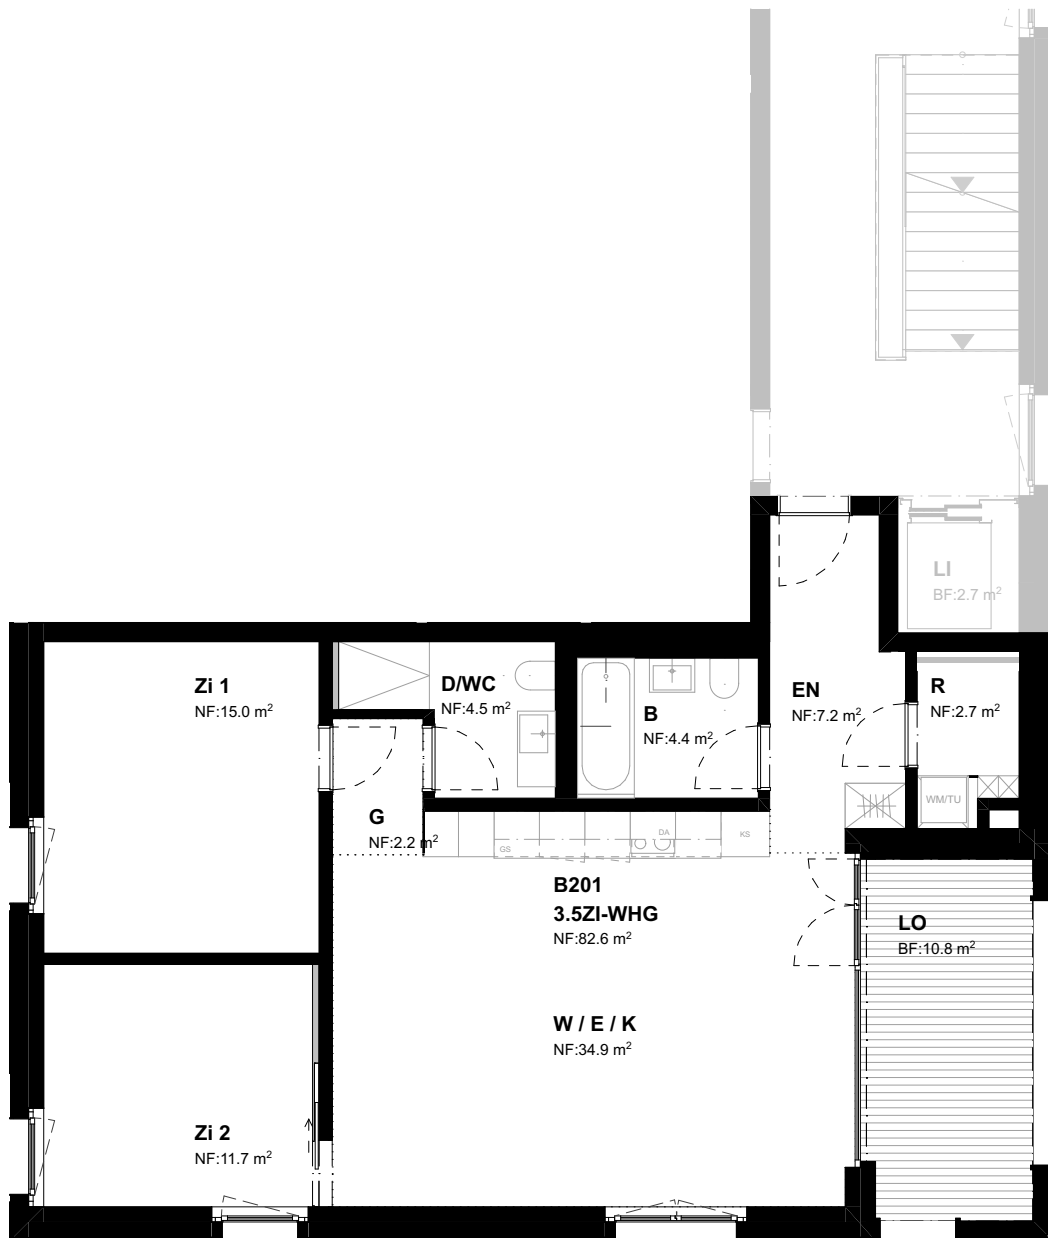 LI
BF:2.7 m²
Zi 1
NF:15.0 m²
D/WC
NF:4.5 m²
B
NF:4.4 m²
EN
NF:7.2 m²
R
NF:2.7 m²
WM/TU
G
NF:2.2 m²
GS
DA
KS
B201
3.5ZI-WHG
NF:82.6 m²
LO
BF:10.8 m²
W / E / K
NF:34.9 m²
Zi 2
NF:11.7 m²